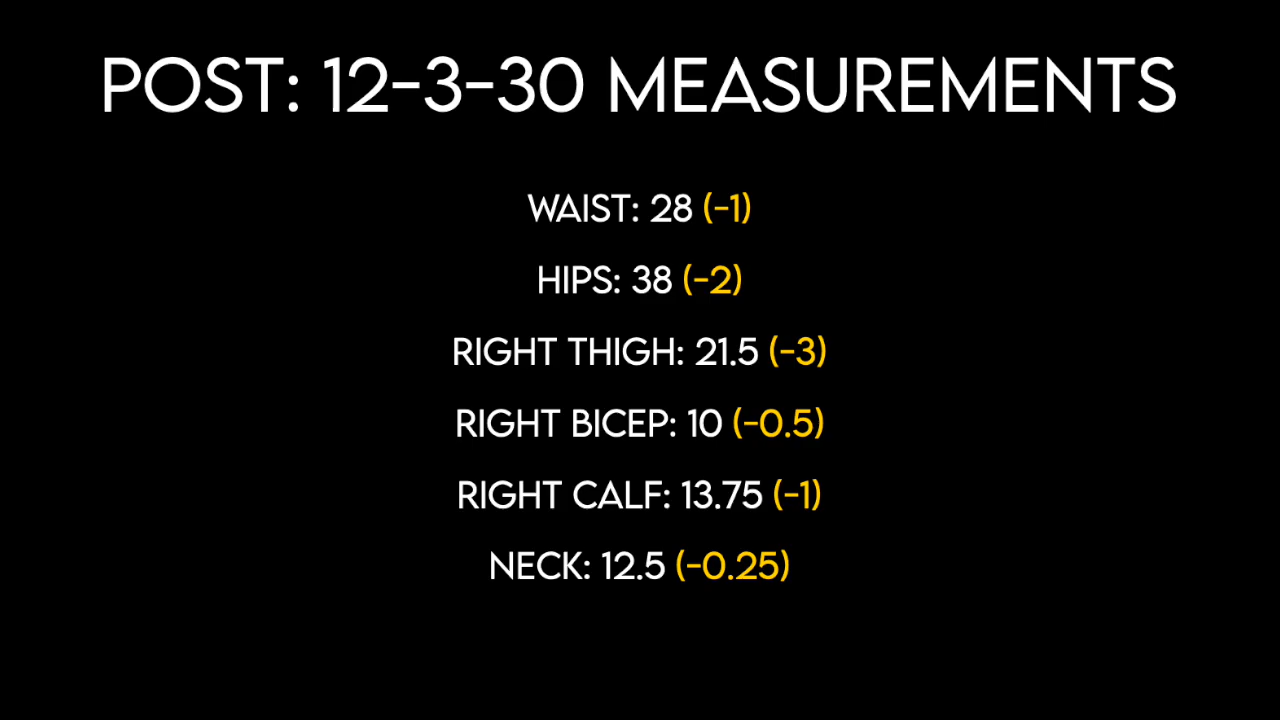 POST: 12-3-30 MEASUREMENTS
WAIST: 28 (-1)
HIPS: 38 (-2)
RIGHT THIGH: 21.5 (-3)
RIGHT BICEP: 10 (-0.5)
RIGHT CALF: 13.75 (-1)
NECK: 12.5 (-0.25)